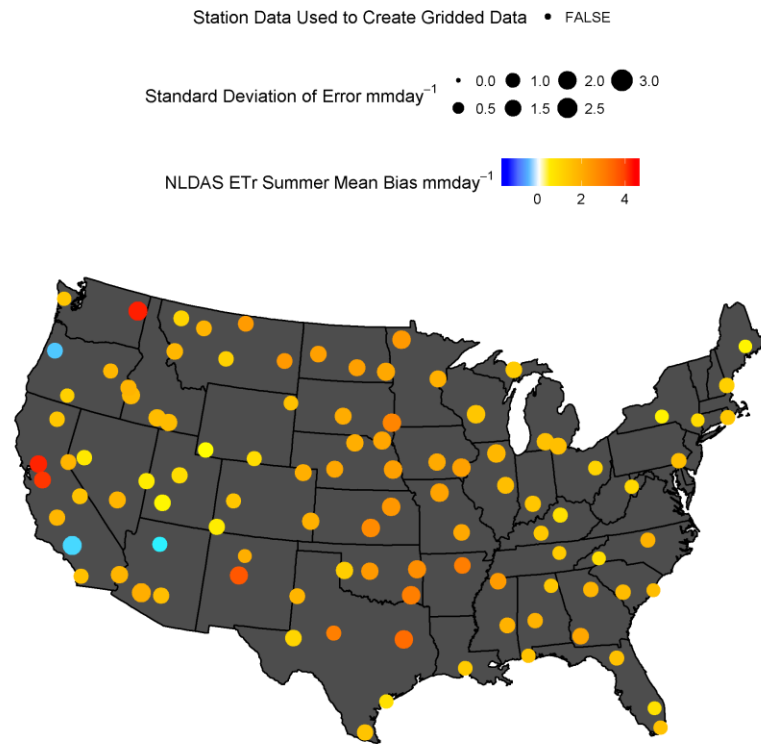 Station Data Used to Create Gridded Data • FALSE
Standard Deviation of Error mmday⁻¹ 0.0 1.0 2.0 3.0
0.5 1.5 2.5
NLDAS ETr Summer Mean Bias mmday⁻¹
0 2 4